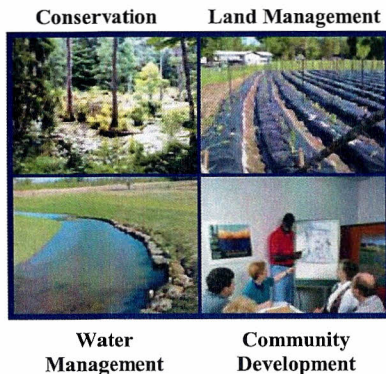 Conservation Land Management
Water Community
Management Development